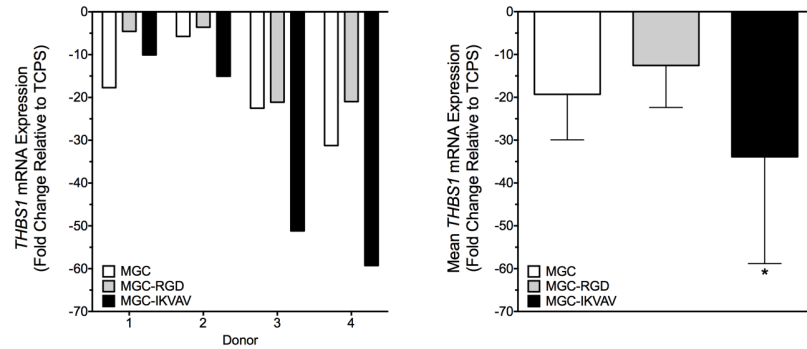 THBS1 mRNA Expression
(Fold Change Relative to TCPS)
0
-10
-20
-30
-40
-50
-60
-70
MGC
MGC-RGD
MGC-IKVAV
1 2 3 4
Donor
Mean THBS1 mRNA Expression
(Fold Change Relative to TCPS)
0
-10
-20
-30
-40
-50
-60
-70
MGC
MGC-RGD
MGC-IKVAV
*